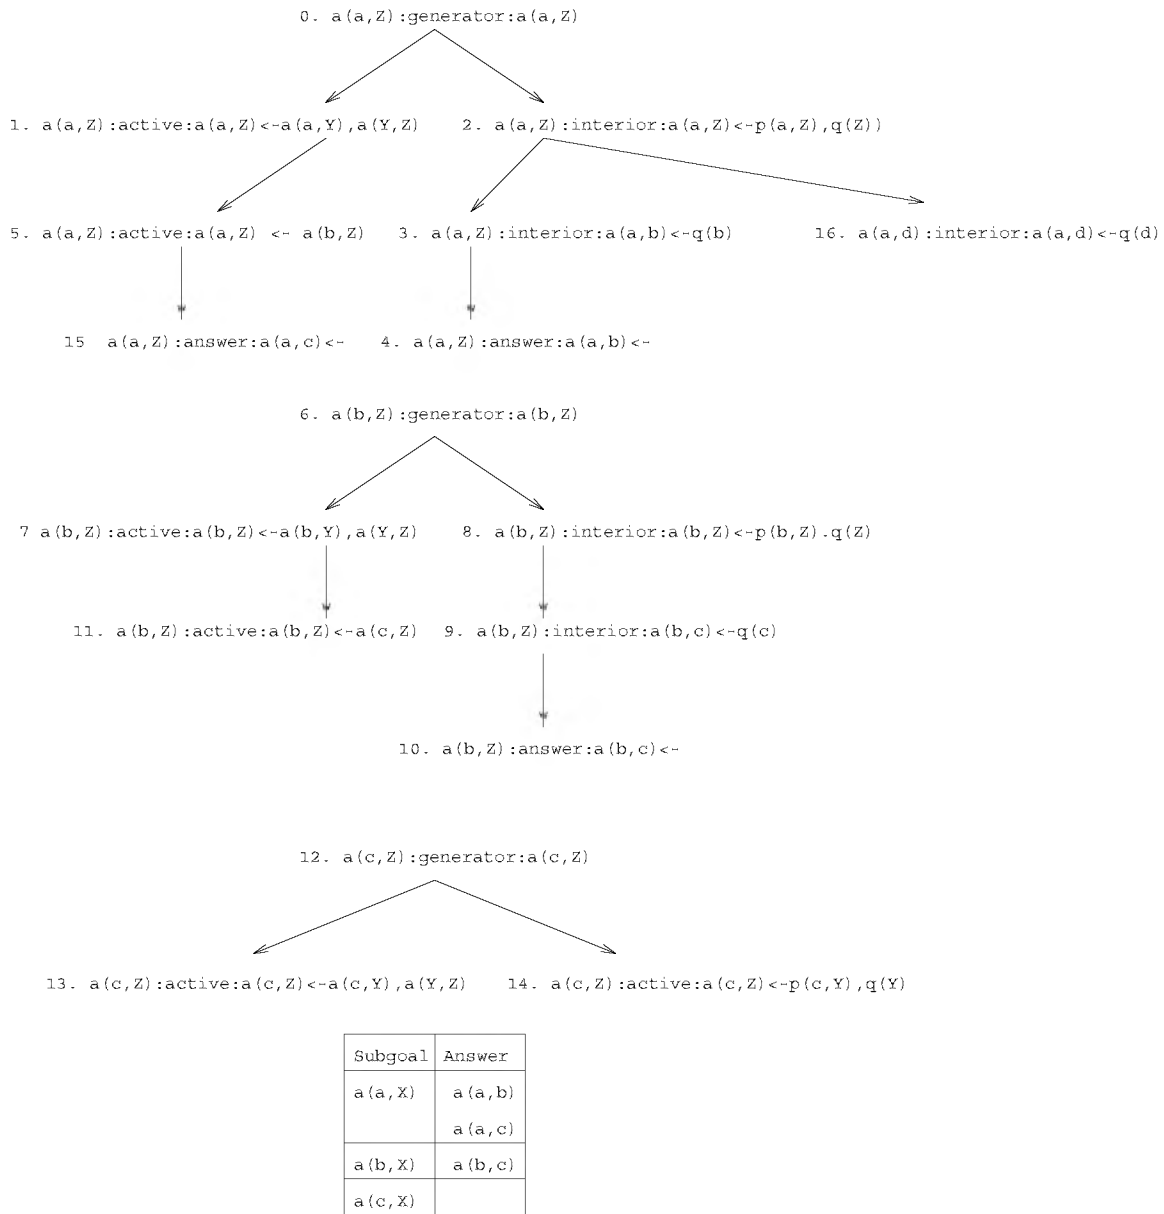 0. a(a,Z):generator:a(a,Z)
1. a(a,Z):active:a(a,Z)<-a(a,Y),a(Y,Z) 2. a(a,Z):interior:a(a,Z)<-p(a,Z),q(Z))
5. a(a,Z):active:a(a,Z) <- a(b,Z) 3. a(a,Z):interior:a(a,b)<-q(b) 16. a(a,d):interior:a(a,d)<-q(d)
15 a(a,Z):answer:a(a,c)<- 4. a(a,Z):answer:a(a,b)<-
6. a(b,Z):generator:a(b,Z)
7 a(b,Z):active:a(b,Z)<-a(b,Y),a(Y,Z) 8. a(b,Z):interior:a(b,Z)<-p(b,Z).q(Z)
11. a(b,Z):active:a(b,Z)<-a(c,Z) 9. a(b,Z):interior:a(b,c)<-q(c)
10. a(b,Z):answer:a(b,c)<-
12. a(c,Z):generator:a(c,Z)
13. a(c,Z):active:a(c,Z)<-a(c,Y),a(Y,Z) 14. a(c,Z):active:a(c,Z)<-p(c,Y),q(Y)
Subgoal Answer
a(a,X) a(a,b)
a(a,c)
a(b,X) a(b,c)
a(c,X)